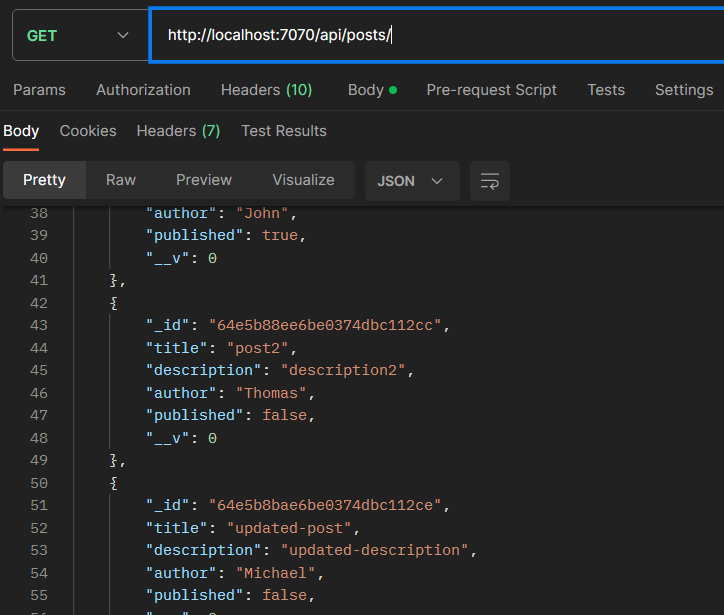 GET http://localhost:7070/api/posts/
Params Authorization Headers (10) Body Pre-request Script Tests Settings
Body Cookies Headers (7) Test Results
Pretty Raw Preview Visualize JSON
38 "author": "John",
39 "published": true,
40 "__v": 0
41 },
42 {
43 "_id": "64e5b88ee6be0374dbc112cc",
44 "title": "post2",
45 "description": "description2",
46 "author": "Thomas",
47 "published": false,
48 "__v": 0
49 },
50 {
51 "_id": "64e5b8bae6be0374dbc112ce",
52 "title": "updated-post",
53 "description": "updated-description",
54 "author": "Michael",
55 "published": false,